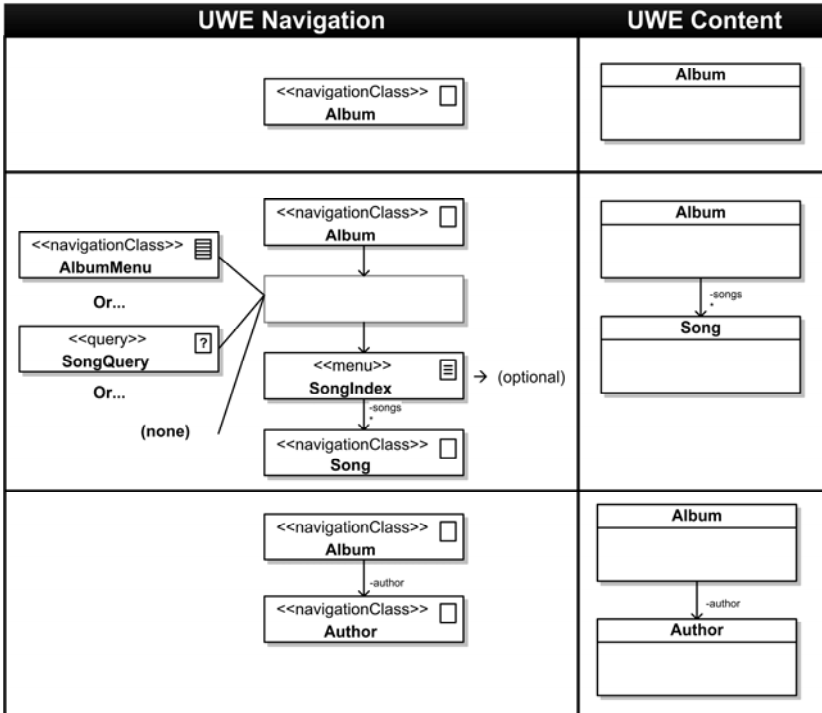 UWE Navigation
UWE Content
<<navigationClass>>
Album
Album
<<navigationClass>>
Album
<<navigationClass>>
AlbumMenu
Or...
<<query>>
?
SongQuery
Or...
(none)
<<menu>>
SongIndex
→ (optional)
-songs
*
<<navigationClass>>
Song
Album
-songs
*
Song
<<navigationClass>>
Album
-author
<<navigationClass>>
Author
Album
-author
Author